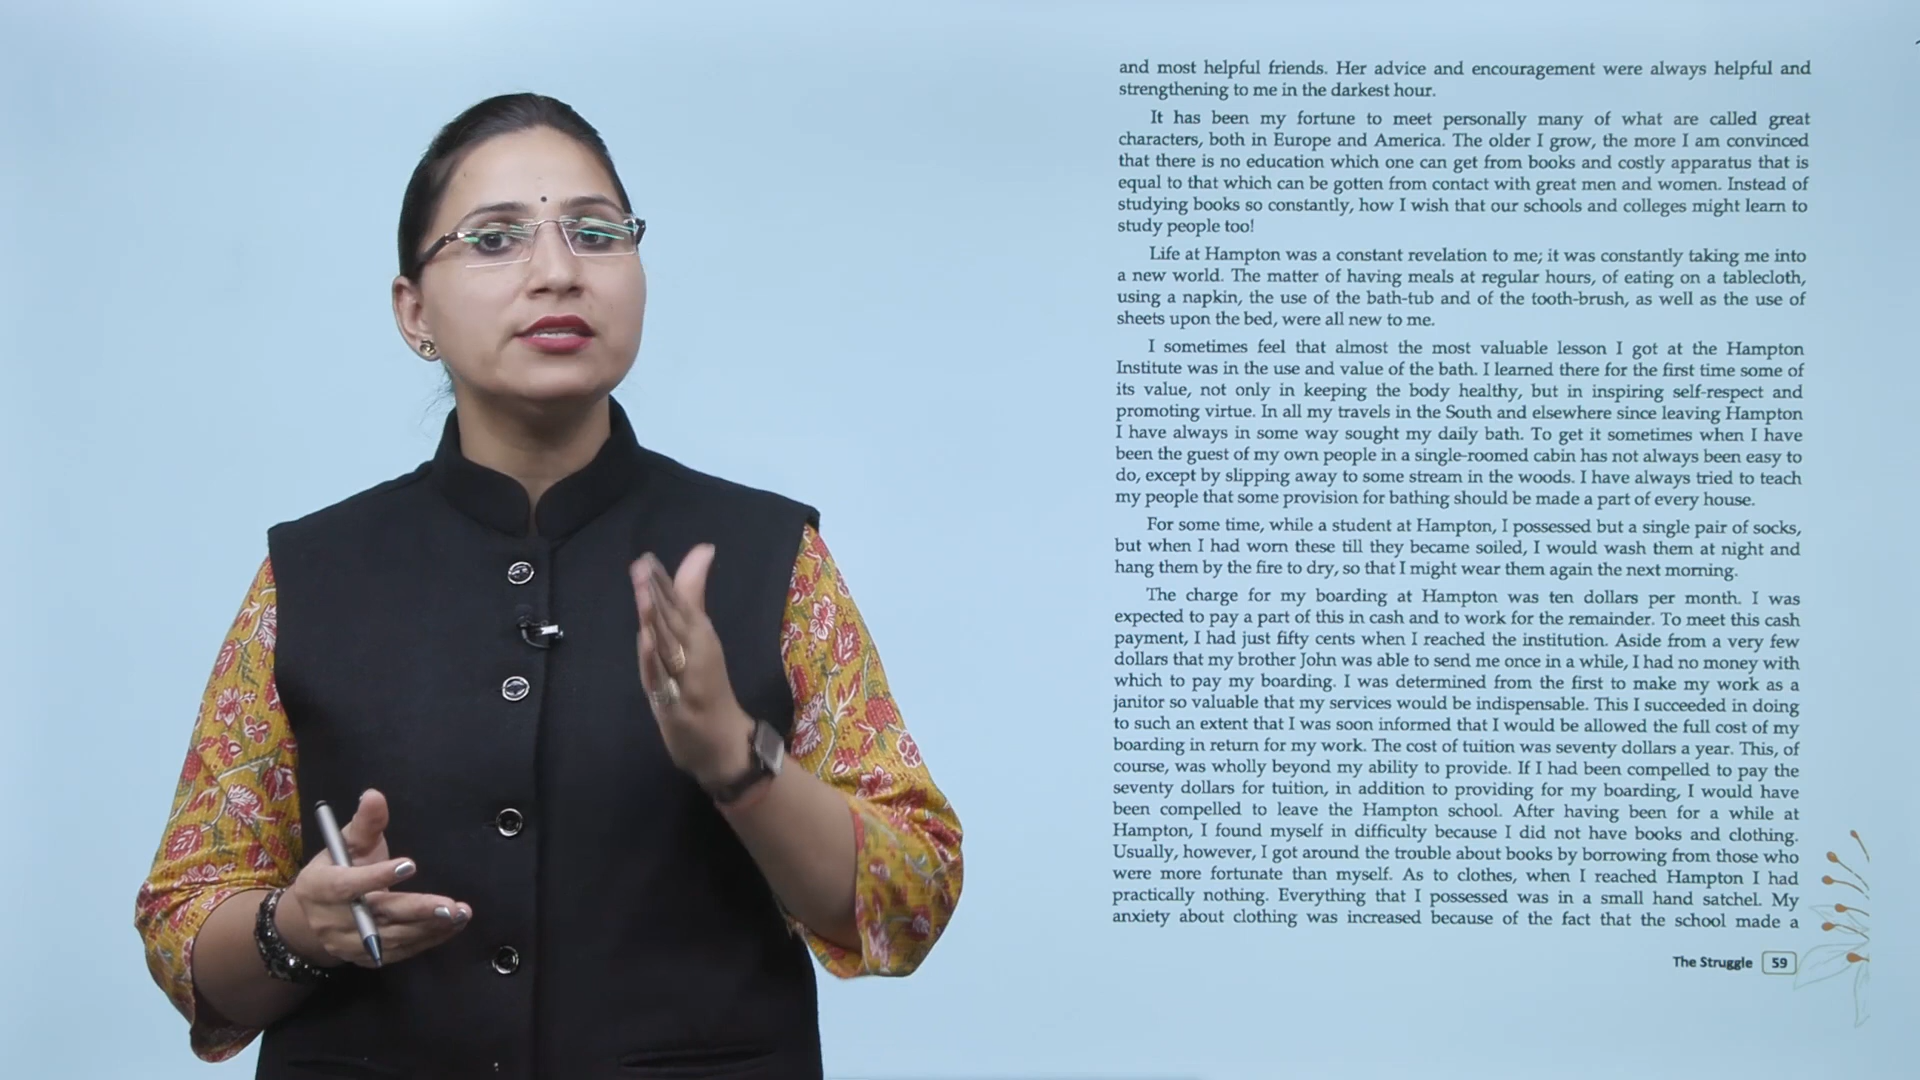 and most helpful friends. Her advice and encouragement were always helpful and
strengthening to me in the darkest hour.
It has been my fortune to meet personally many of what are called great
characters, both in Europe and America. The older I grow, the more I am convinced
that there is no education which one can get from books and costly apparatus that is
equal to that which can be gotten from contact with great men and women. Instead of
studying books so constantly, how I wish that our schools and colleges might learn to
study people too!
Life at Hampton was a constant revelation to me; it was constantly taking me into
a new world. The matter of having meals at regular hours, of eating on a tablecloth,
using a napkin, the use of the bath-tub and of the tooth-brush, as well as the use of
sheets upon the bed, were all new to me.
I sometimes feel that almost the most valuable lesson I got at the Hampton
Institute was in the use and value of the bath. I learned there for the first time some of
its value, not only in keeping the body healthy, but in inspiring self-respect and
promoting virtue. In all my travels in the South and elsewhere since leaving Hampton
I have always in some way sought my daily bath. To get it sometimes when I have
been the guest of my own people in a single-roomed cabin has not always been easy to
do, except by slipping away to some stream in the woods. I have always tried to teach
my people that some provision for bathing should be made a part of every house.
For some time, while a student at Hampton, I possessed but a single pair of socks,
but when I had worn these till they became soiled, I would wash them at night and
hang them by the fire to dry, so that I might wear them again the next morning.
The charge for my boarding at Hampton was ten dollars per month. I was
expected to pay a part of this in cash and to work for the remainder. To meet this cash
payment, I had just fifty cents when I reached the institution. Aside from a very few
dollars that my brother John was able to send me once in a while, I had no money with
which to pay my boarding. I was determined from the first to make my work as a
janitor so valuable that my services would be indispensable. This I succeeded in doing
to such an extent that I was soon informed that I would be allowed the full cost of my
boarding in return for my work. The cost of tuition was seventy dollars a year. This, of
course, was wholly beyond my ability to provide. If I had been compelled to pay the
seventy dollars for tuition, in addition to providing for my boarding, I would have
been compelled to leave the Hampton school. After having been for a while at
Hampton, I found myself in difficulty because I did not have books and clothing.
Usually, however, I got around the trouble about books by borrowing from those who
were more fortunate than myself. As to clothes, when I reached Hampton I had
practically nothing. Everything that I possessed was in a small hand satchel. My
anxiety about clothing was increased because of the fact that the school made a
The Struggle 59